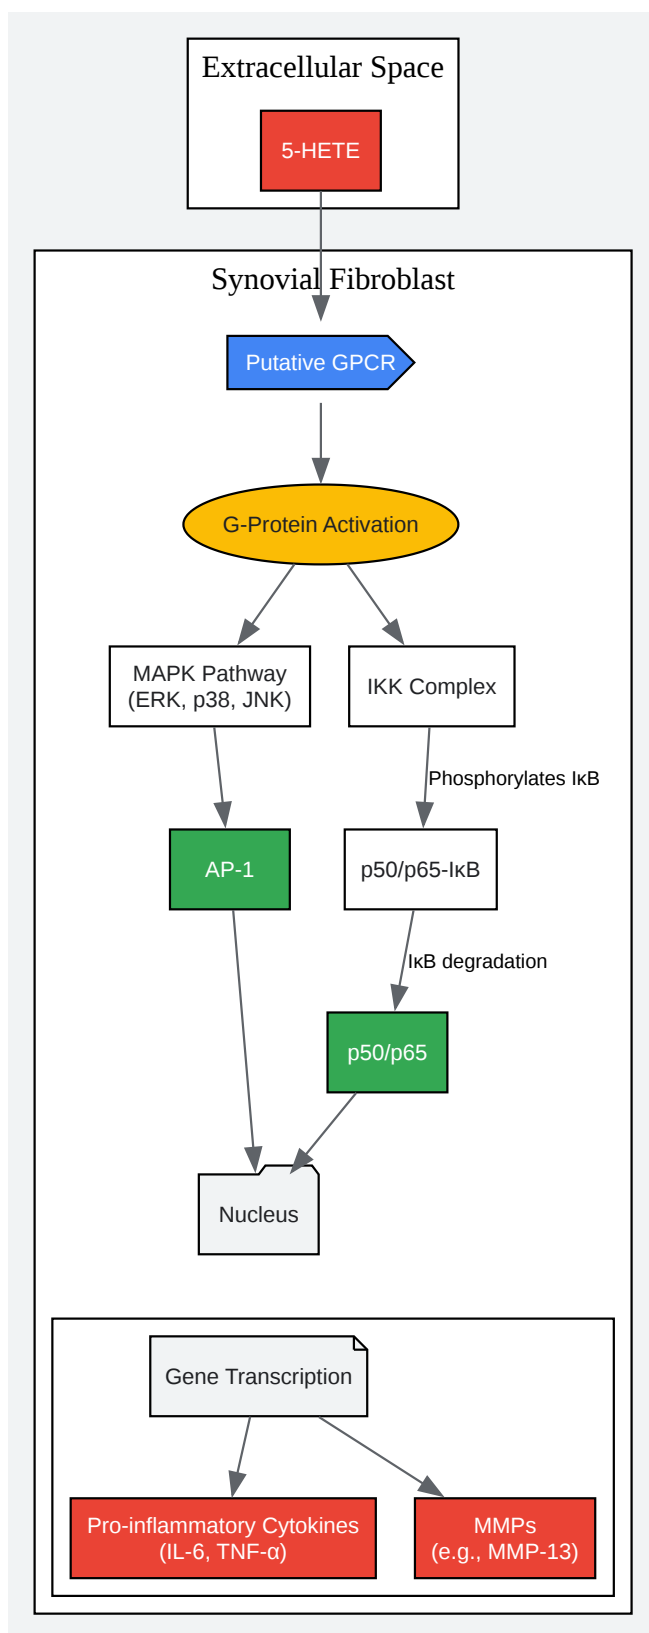 Extracellular Space
5-HETE
Synovial Fibroblast
Putative GPCR
G-Protein Activation
MAPK Pathway
(ERK, p38, JNK)
IKK Complex
Phosphorylates IκB
AP-1
p50/p65-IκB
IκB degradation
p50/p65
Nucleus
Gene Transcription
Pro-inflammatory Cytokines
(IL-6, TNF-α)
MMPs
(e.g., MMP-13)